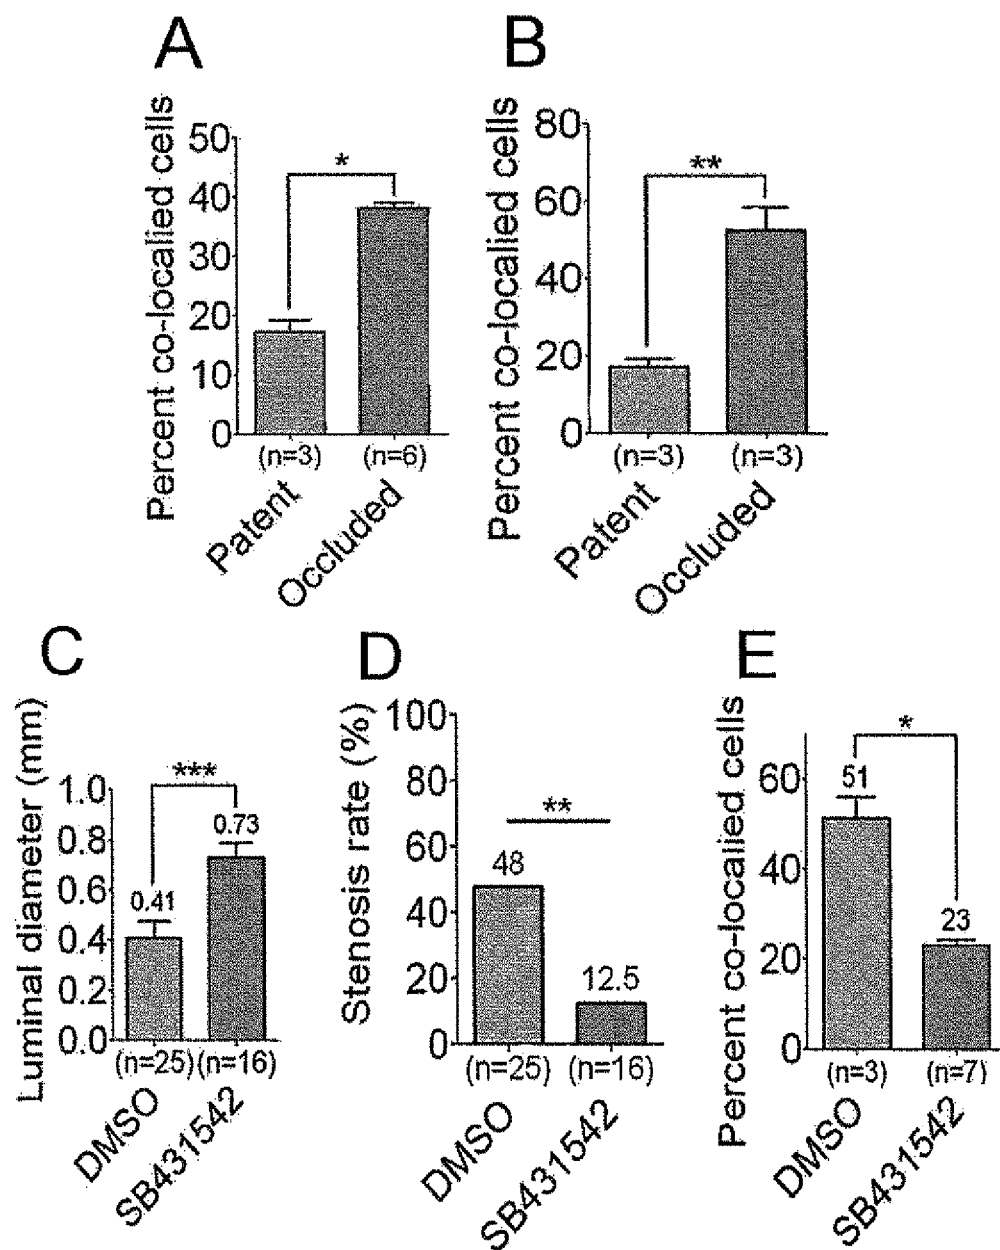 A
Percent co-localied cells
50
40
30
20
10
0
*
(n=3) (n=6)
Patent
Occluded
B
Percent co-localied cells
80
60
40
20
0
**
(n=3) (n=3)
Patent
Occluded
C
Luminal diameter (mm)
1.0
0.8
0.6
0.4
0.2
0.0
***
0.41
0.73
(n=25) (n=16)
DMSO
SB431542
D
Stenosis rate (%)
100
80
60
40
20
0
**
48
12.5
(n=25) (n=16)
DMSO
SB431542
E
Percent co-localied cells
60
40
20
0
*
51
23
(n=3) (n=7)
DMSO
SB431542